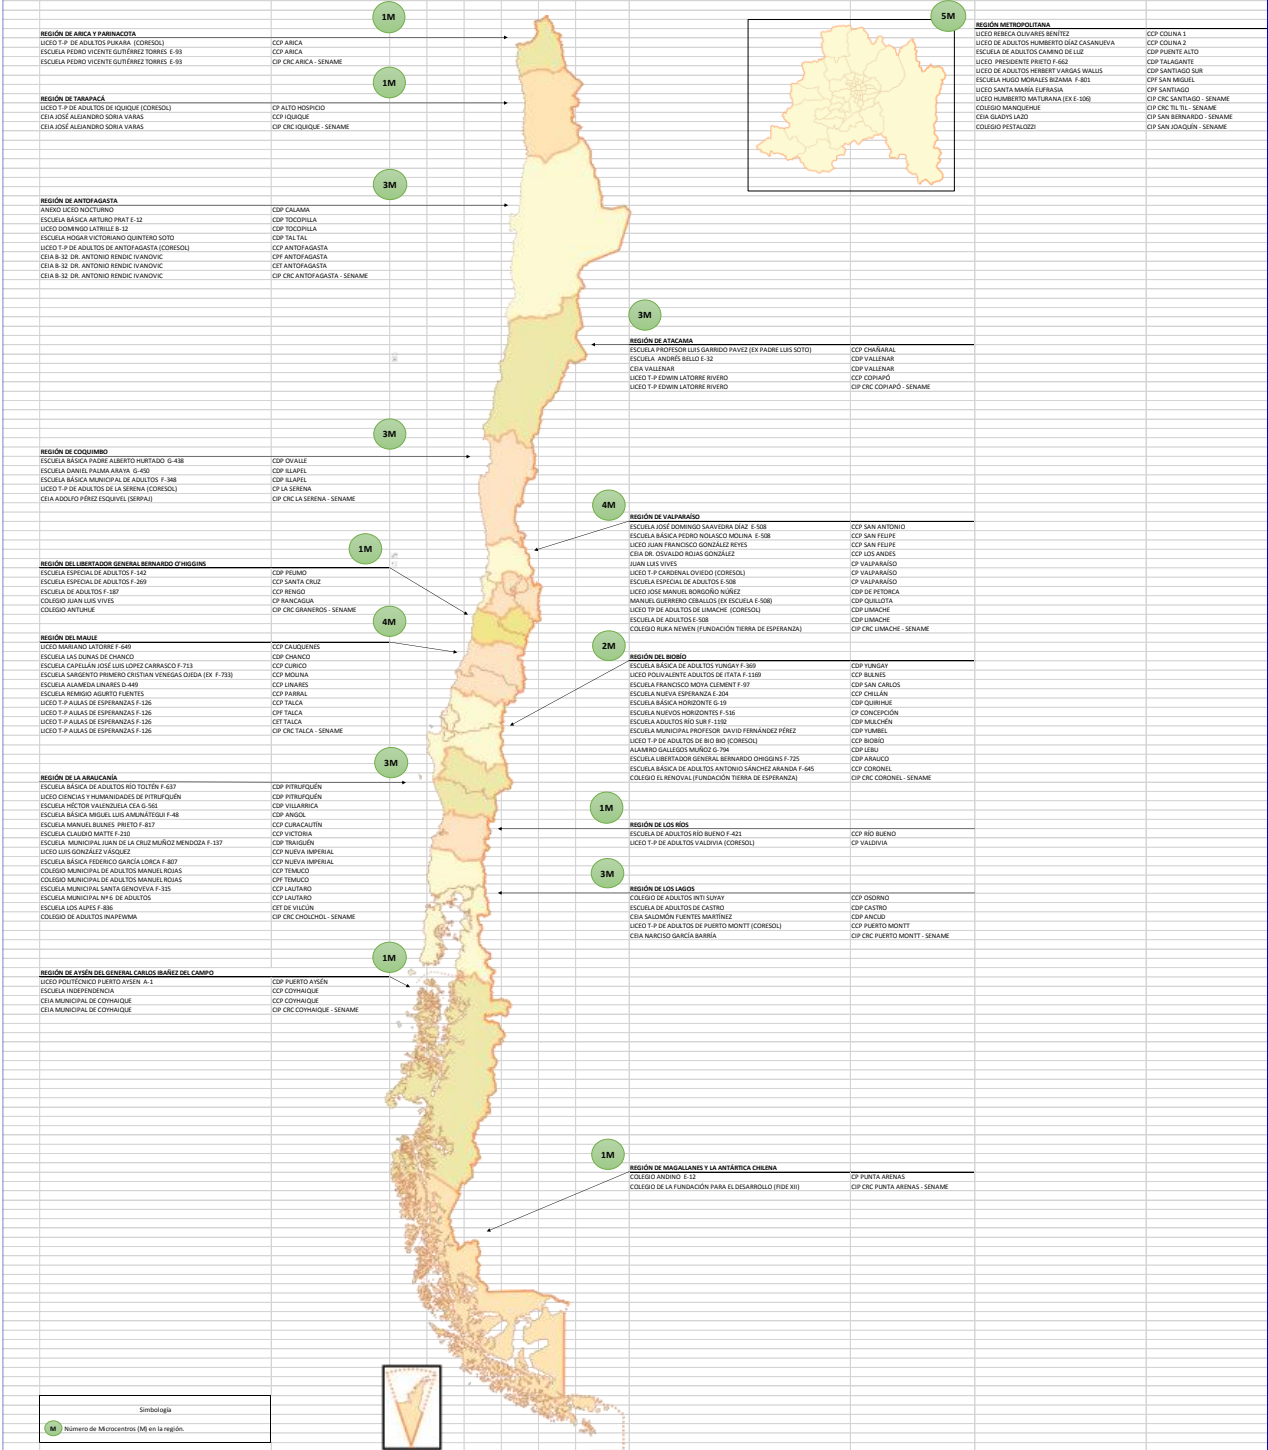 1M
REGIÓN DE ARICA Y PARINACOTA
LICEO T-P DE ADULTOS PUKARA (CORESOL) CCP ARICA
ESCUELA PEDRO VICENTE GUTIÉRREZ TORRES E-93 CCP ARICA
ESCUELA PEDRO VICENTE GUTIÉRREZ TORRES E-93 CIP CRC ARICA - SENAME
1M
REGIÓN DE TARAPACÁ
LICEO T-P DE ADULTOS DE IQUIQUE (CORESOL) CP ALTO HOSPICIO
CEIA JOSÉ ALEJANDRO SORIA VARAS CCP IQUIQUE
CEIA JOSÉ ALEJANDRO SORIA VARAS CIP CRC IQUIQUE - SENAME
3M
REGIÓN DE ANTOFAGASTA
ANEXO LICEO NOCTURNO CDP CALAMA
ESCUELA BÁSICA ARTURO PRAT E-12 CDP TOCOPILLA
LICEO DOMINGO LATRILLE B-12 CDP TOCOPILLA
ESCUELA HOGAR VICTORIANO QUINTERO SOTO CDP TAL TAL
LICEO T-P DE ADULTOS DE ANTOFAGASTA (CORESOL) CCP ANTOFAGASTA
CEIA B-32 DR. ANTONIO RENDIC IVANOVIC CPF ANTOFAGASTA
CEIA B-32 DR. ANTONIO RENDIC IVANOVIC CET ANTOFAGASTA
CEIA B-32 DR. ANTONIO RENDIC IVANOVIC CIP CRC ANTOFAGASTA - SENAME
3M
REGIÓN DE COQUIMBO
ESCUELA BÁSICA PADRE ALBERTO HURTADO G-438 CDP OVALLE
ESCUELA DANIEL PALMA ARAYA G-450 CDP ILLAPEL
ESCUELA BÁSICA MUNICIPAL DE ADULTOS F-348 CDP ILLAPEL
LICEO T-P DE ADULTOS DE LA SERENA (CORESOL) CP LA SERENA
CEIA ADOLFO PÉREZ ESQUIVEL (SERPAJ) CIP CRC LA SERENA - SENAME
1M
REGIÓN DEL LIBERTADOR GENERAL BERNARDO O'HIGGINS
ESCUELA ESPECIAL DE ADULTOS F-142 CDP PEUMO
ESCUELA ESPECIAL DE ADULTOS F-269 CCP SANTA CRUZ
ESCUELA DE ADULTOS F-187 CCP RENGO
COLEGIO JUAN LUIS VIVES CP RANCAGUA
COLEGIO ANTUHUE CIP CRC GRANEROS - SENAME
4M
REGIÓN DEL MAULE
LICEO MARIANO LATORRE F-649 CCP CAUQUENES
ESCUELA LAS DUNAS DE CHANCO CDP CHANCO
ESCUELA CAPELLÁN JOSÉ LUIS LOPEZ CARRASCO F-713 CCP CURICO
ESCUELA SARGENTO PRIMERO CRISTIAN VENEGAS OJEDA (EX F-733) CCP MOLINA
ESCUELA ALAMEDA LINARES D-449 CCP LINARES
ESCUELA REMIGIO AGURTO FUENTES CCP PARRAL
LICEO T-P AULAS DE ESPERANZAS F-126 CCP TALCA
LICEO T-P AULAS DE ESPERANZAS F-126 CPF TALCA
LICEO T-P AULAS DE ESPERANZAS F-126 CET TALCA
LICEO T-P AULAS DE ESPERANZAS F-126 CIP CRC TALCA - SENAME
3M
REGIÓN DE LA ARAUCANÍA
ESCUELA BÁSICA DE ADULTOS RÍO TOLTÉN F-637 CDP PITRUFQUÉN
LICEO CIENCIAS Y HUMANIDADES DE PITRUFQUÉN CDP PITRUFQUÉN
ESCUELA HÉCTOR VALENZUELA CEA G-561 CDP VILLARRICA
ESCUELA BÁSICA MIGUEL LUIS AMUNÁTEGUI F-48 CDP ANGOL
ESCUELA MANUEL BULNES PRIETO F-817 CCP CURACAUTÍN
ESCUELA CLAUDIO MATTE F-210 CCP VICTORIA
ESCUELA MUNICIPAL JUAN DE LA CRUZ MUÑOZ MENDOZA F-137 CDP TRAIGUÉN
LICEO LUIS GONZÁLEZ VÁSQUEZ CCP NUEVA IMPERIAL
ESCUELA BÁSICA FEDERICO GARCÍA LORCA F-807 CCP NUEVA IMPERIAL
COLEGIO MUNICIPAL DE ADULTOS MANUEL ROJAS CCP TEMUCO
COLEGIO MUNICIPAL DE ADULTOS MANUEL ROJAS CPF TEMUCO
ESCUELA MUNICIPAL SANTA GENOVEVA F-315 CCP LAUTARO
ESCUELA MUNICIPAL Nº 6 DE ADULTOS CCP LAUTARO
ESCUELA LOS ALPES F-836 CET DE VILCÚN
COLEGIO DE ADULTOS INAPEWMA CIP CRC CHOLCHOL - SENAME
1M
REGIÓN DE AYSÉN DEL GENERAL CARLOS IBAÑEZ DEL CAMPO
LICEO POLITÉCNICO PUERTO AYSEN A-1 CDP PUERTO AYSÉN
ESCUELA INDEPENDENCIA CCP COYHAIQUE
CEIA MUNICIPAL DE COYHAIQUE CCP COYHAIQUE
CEIA MUNICIPAL DE COYHAIQUE CIP CRC COYHAIQUE - SENAME
5M
REGIÓN METROPOLITANA
LICEO REBECA OLIVARES BENÍTEZ CCP COLINA 1
LICEO DE ADULTOS HUMBERTO DÍAZ CASANUEVA CCP COLINA 2
ESCUELA DE ADULTOS CAMINO DE LUZ CDP PUENTE ALTO
LICEO PRESIDENTE PRIETO F-662 CDP TALAGANTE
LICEO DE ADULTOS HERBERT VARGAS WALLIS CDP SANTIAGO SUR
ESCUELA HUGO MORALES BIZAMA F-801 CPF SAN MIGUEL
LICEO SANTA MARÍA EUFRASIA CPF SANTIAGO
LICEO HUMBERTO MATURANA (EX E-106) CIP CRC SANTIAGO - SENAME
COLEGIO MANQUEHUE CIP CRC TIL TIL - SENAME
CEIA GLADYS LAZO CIP SAN BERNARDO - SENAME
COLEGIO PESTALOZZI CIP SAN JOAQUÍN - SENAME
3M
REGIÓN DE ATACAMA
ESCUELA PROFESOR LUIS GARRIDO PAVEZ (EX PADRE LUIS SOTO) CCP CHAÑARAL
ESCUELA ANDRÉS BELLO E-32 CDP VALLENAR
CEIA VALLENAR CDP VALLENAR
LICEO T-P EDWIN LATORRE RIVERO CCP COPIAPÓ
LICEO T-P EDWIN LATORRE RIVERO CIP CRC COPIAPÓ - SENAME
4M
REGIÓN DE VALPARAÍSO
ESCUELA JOSÉ DOMINGO SAAVEDRA DÍAZ E-508 CCP SAN ANTONIO
ESCUELA BÁSICA PEDRO NOLASCO MOLINA E-508 CCP SAN FELIPE
LICEO JUAN FRANCISCO GONZÁLEZ REYES CCP SAN FELIPE
CEIA DR. OSVALDO ROJAS GONZÁLEZ CCP LOS ANDES
JUAN LUIS VIVES CP VALPARAÍSO
LICEO T-P CARDENAL OVIEDO (CORESOL) CP VALPARAÍSO
ESCUELA ESPECIAL DE ADULTOS E-508 CP VALPARAÍSO
LICEO JOSE MANUEL BORGOÑO NÚÑEZ CDP DE PETORCA
MANUEL GUERRERO CEBALLOS (EX ESCUELA E-508) CDP QUILLOTA
LICEO TP DE ADULTOS DE LIMACHE (CORESOL) CDP LIMACHE
ESCUELA DE ADULTOS E-508 CDP LIMACHE
COLEGIO RUKA NEWEN (FUNDACIÓN TIERRA DE ESPERANZA) CIP CRC LIMACHE - SENAME
2M
REGIÓN DEL BIOBÍO
ESCUELA BÁSICA DE ADULTOS YUNGAY F-369 CDP YUNGAY
LICEO POLIVALENTE ADULTOS DE ITATA F-1169 CCP BULNES
ESCUELA FRANCISCO MOYA CLEMENT F-97 CDP SAN CARLOS
ESCUELA NUEVA ESPERANZA E-204 CCP CHILLÁN
ESCUELA BÁSICA HORIZONTE G-19 CDP QUIRIHUE
ESCUELA NUEVOS HORIZONTES F-516 CP CONCEPCIÓN
ESCUELA ADULTOS RÍO SUR F-1192 CDP MULCHÉN
ESCUELA MUNICIPAL PROFESOR DAVID FERNÁNDEZ PÉREZ CDP YUMBEL
LICEO T-P DE ADULTOS DE BIO BIO (CORESOL) CCP BIOBÍO
ALAMIRO GALLEGOS MUÑOZ G-794 CDP LEBU
ESCUELA LIBERTADOR GENERAL BERNARDO OHIGGINS F-725 CDP ARAUCO
ESCUELA BÁSICA DE ADULTOS ANTONIO SÁNCHEZ ARANDA F-645 CCP CORONEL
COLEGIO EL RENOVAL (FUNDACIÓN TIERRA DE ESPERANZA) CIP CRC CORONEL - SENAME
1M
REGIÓN DE LOS RÍOS
ESCUELA DE ADULTOS RÍO BUENO F-421 CCP RÍO BUENO
LICEO T-P DE ADULTOS VALDIVIA (CORESOL) CP VALDIVIA
3M
REGIÓN DE LOS LAGOS
COLEGIO DE ADULTOS INTI SUYAY CCP OSORNO
ESCUELA DE ADULTOS DE CASTRO CDP CASTRO
CEIA SALOMÓN FUENTES MARTÍNEZ CDP ANCUD
LICEO T-P DE ADULTOS DE PUERTO MONTT (CORESOL) CCP PUERTO MONTT
CEIA NARCISO GARCÍA BARRÍA CIP CRC PUERTO MONTT - SENAME
1M
REGIÓN DE MAGALLANES Y LA ANTÁRTICA CHILENA
COLEGIO ANDINO E-12 CP PUNTA ARENAS
COLEGIO DE LA FUNDACIÓN PARA EL DESARROLLO (FIDE XII) CIP CRC PUNTA ARENAS - SENAME
Simbología
M Número de Microcentros (M) en la región.